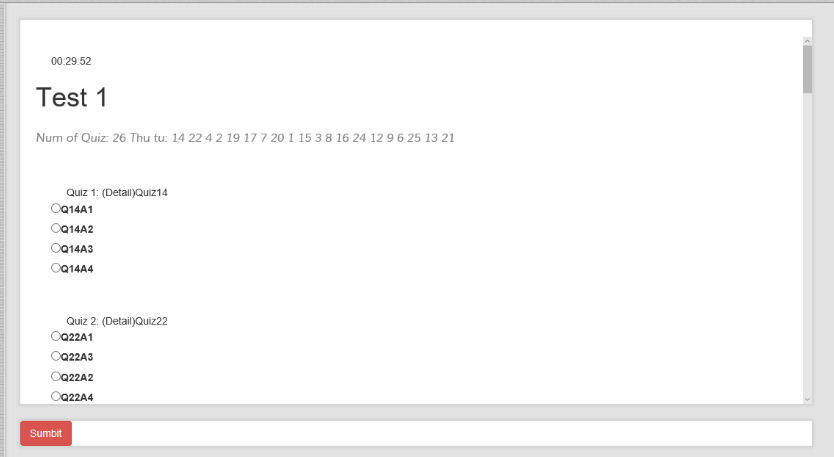 00:29:52
Test 1
Num of Quiz: 26 Thu tu: 14 22 4 2 19 17 7 20 1 15 3 8 16 24 12 9 6 25 13 21
Quiz 1: (Detail)Quiz14
Q14A1
Q14A2
Q14A3
Q14A4
Quiz 2: (Detail)Quiz22
Q22A1
Q22A3
Q22A2
Q22A4
Sumbit